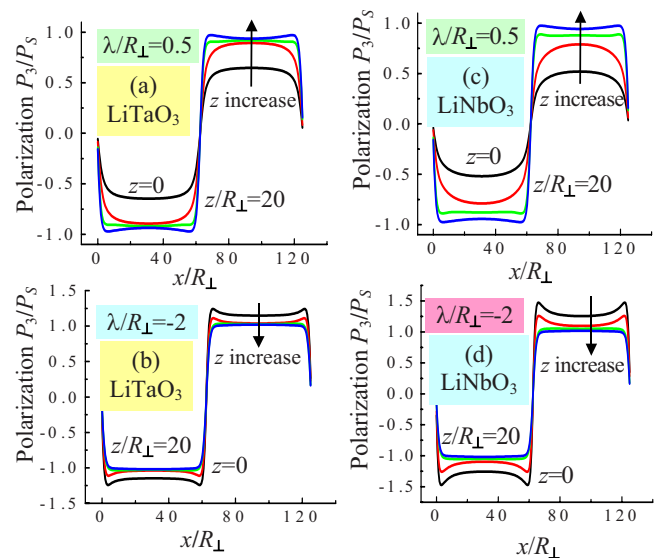 Polarization P₃/P_S
1.0
0.5
0.0
-0.5
-1.0
λ/R⊥=0.5
(a)
LiTaO₃
z increase
z=0
z/R⊥=20
0 40 80 120
x/R⊥
Polarization P₃/P_S
1.0
0.5
0.0
-0.5
-1.0
λ/R⊥=0.5
(c)
LiNbO₃
z increase
z=0
z/R⊥=20
0 40 80 120
x/R⊥
Polarization P₃/P_S
1.5
1.0
0.5
0.0
-0.5
-1.0
-1.5
λ/R⊥=-2
(b)
LiTaO₃
z increase
z/R⊥=20
z=0
0 40 80 120
x/R⊥
Polarization P₃/P_S
1.5
1.0
0.5
0.0
-0.5
-1.0
-1.5
λ/R⊥=-2
(d)
LiNbO₃
z increase
z/R⊥=20
z=0
0 40 80 120
x/R⊥